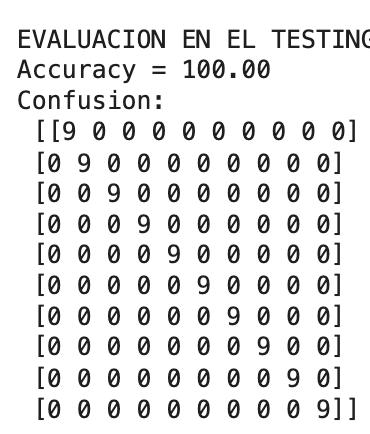 EVALUACION EN EL TESTING
Accuracy = 100.00
Confusion:
[[9 0 0 0 0 0 0 0 0 0]
[0 9 0 0 0 0 0 0 0 0]
[0 0 9 0 0 0 0 0 0 0]
[0 0 0 9 0 0 0 0 0 0]
[0 0 0 0 9 0 0 0 0 0]
[0 0 0 0 0 9 0 0 0 0]
[0 0 0 0 0 0 9 0 0 0]
[0 0 0 0 0 0 0 9 0 0]
[0 0 0 0 0 0 0 0 9 0]
[0 0 0 0 0 0 0 0 0 9]]